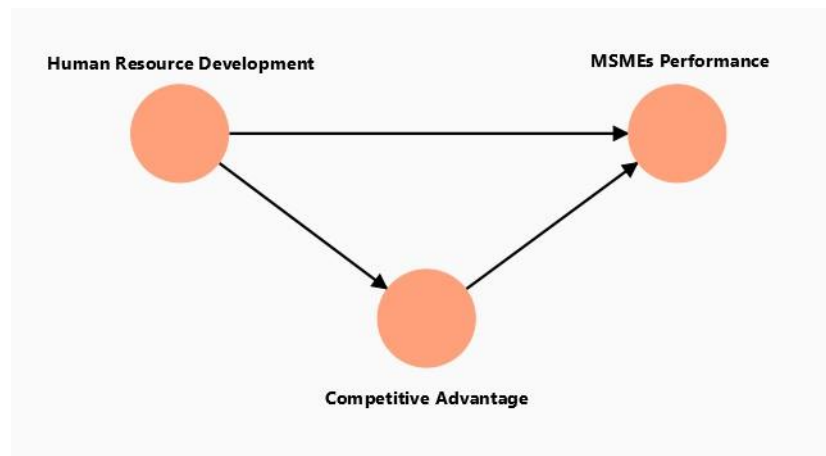 Human Resource Development
MSMEs Performance
Competitive Advantage